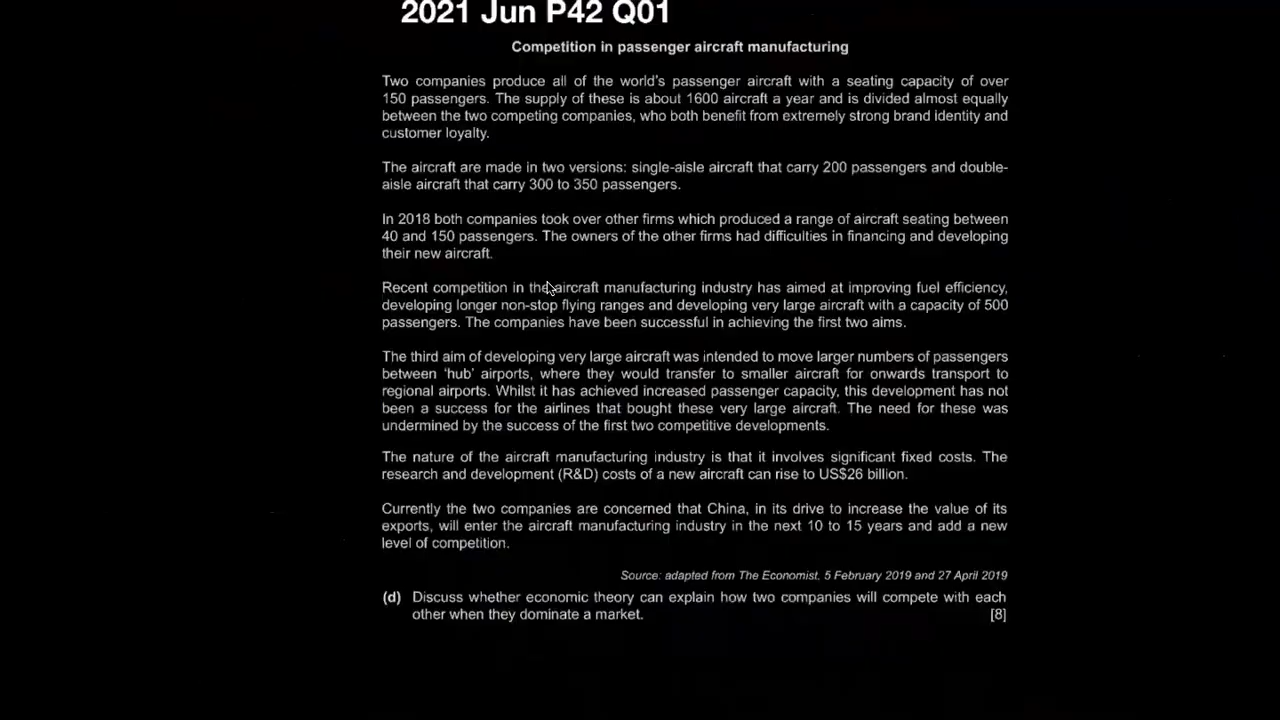 2021 Jun P42 Q01
Competition in passenger aircraft manufacturing
Two companies produce all of the world's passenger aircraft with a seating capacity of over
150 passengers. The supply of these is about 1600 aircraft a year and is divided almost equally
between the two competing companies, who both benefit from extremely strong brand identity and
customer loyalty.
The aircraft are made in two versions: single-aisle aircraft that carry 200 passengers and double-
aisle aircraft that carry 300 to 350 passengers.
In 2018 both companies took over other firms which produced a range of aircraft seating between
40 and 150 passengers. The owners of the other firms had difficulties in financing and developing
their new aircraft.
Recent competition in the aircraft manufacturing industry has aimed at improving fuel efficiency,
developing longer non-stop flying ranges and developing very large aircraft with a capacity of 500
passengers. The companies have been successful in achieving the first two aims.
The third aim of developing very large aircraft was intended to move larger numbers of passengers
between 'hub' airports, where they would transfer to smaller aircraft for onwards transport to
regional airports. Whilst it has achieved increased passenger capacity, this development has not
been a success for the airlines that bought these very large aircraft. The need for these was
undermined by the success of the first two competitive developments.
The nature of the aircraft manufacturing industry is that it involves significant fixed costs. The
research and development (R&D) costs of a new aircraft can rise to US$26 billion.
Currently the two companies are concerned that China, in its drive to increase the value of its
exports, will enter the aircraft manufacturing industry in the next 10 to 15 years and add a new
level of competition.
Source: adapted from The Economist, 5 February 2019 and 27 April 2019
(d) Discuss whether economic theory can explain how two companies will compete with each
other when they dominate a market. [8]